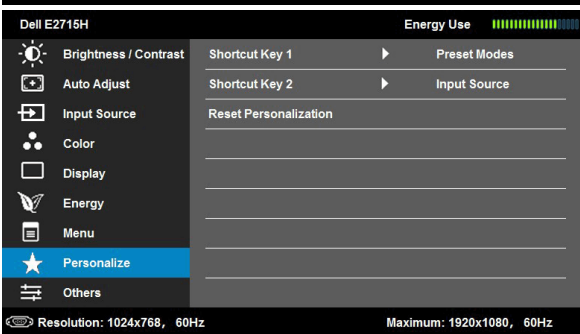 Dell E2715H Energy Use
Brightness / Contrast Shortcut Key 1 Preset Modes
Auto Adjust Shortcut Key 2 Input Source
Input Source Reset Personalization
Color
Display
Energy
Menu
Personalize
Others
Resolution: 1024x768, 60Hz Maximum: 1920x1080, 60Hz